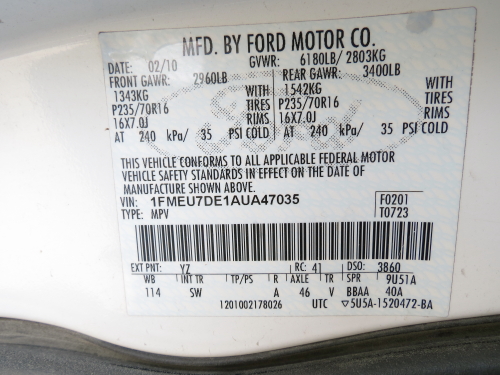 MFD. BY FORD MOTOR CO.
DATE: 02/10 GVWR: 6180LB/ 2803KG
FRONT GAWR: 2960LB REAR GAWR: 3400LB
1343KG WITH 1542KG WITH
P235/70R16 TIRES P235/70R16 TIRES
16X7.0J RIMS 16X7.0J RIMS
AT 240 kPa/ 35 PSI COLD AT 240 kPa/ 35 PSI COLD
THIS VEHICLE CONFORMS TO ALL APPLICABLE FEDERAL MOTOR
VEHICLE SAFETY STANDARDS IN EFFECT ON THE DATE OF
MANUFACTURE SHOWN ABOVE.
VIN: 1FMEU7DE1AUA47035 F0201
TYPE: MPV T0723
EXT PNT: YZ RC: 41 DSO: 3860
WB INT TR TP/PS R AXLE TR SPR 9U51A
114 SW A 46 V BBAA 40A
1201002178026 UTC ▽5U5A-1520472-BA